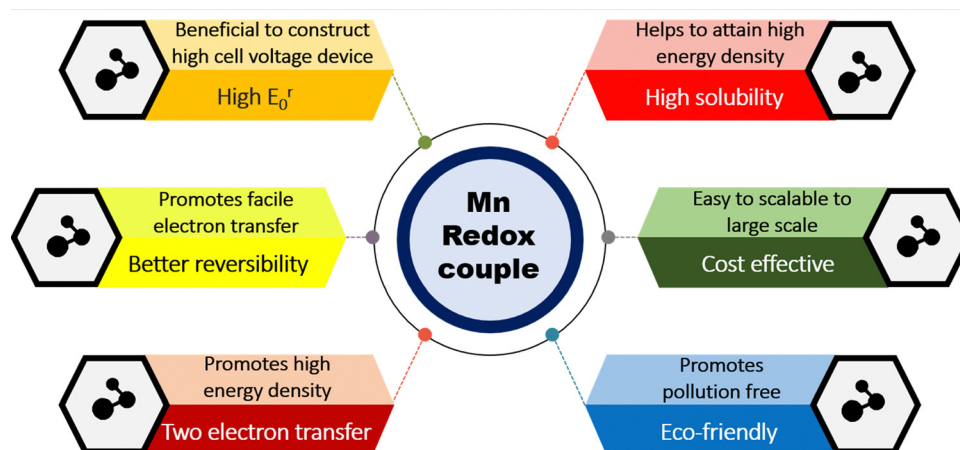 Beneficial to construct
high cell voltage device
High E₀ʳ
Helps to attain high
energy density
High solubility
Promotes facile
electron transfer
Better reversibility
Mn
Redox
couple
Easy to scalable to
large scale
Cost effective
Promotes high
energy density
Two electron transfer
Promotes
pollution free
Eco-friendly